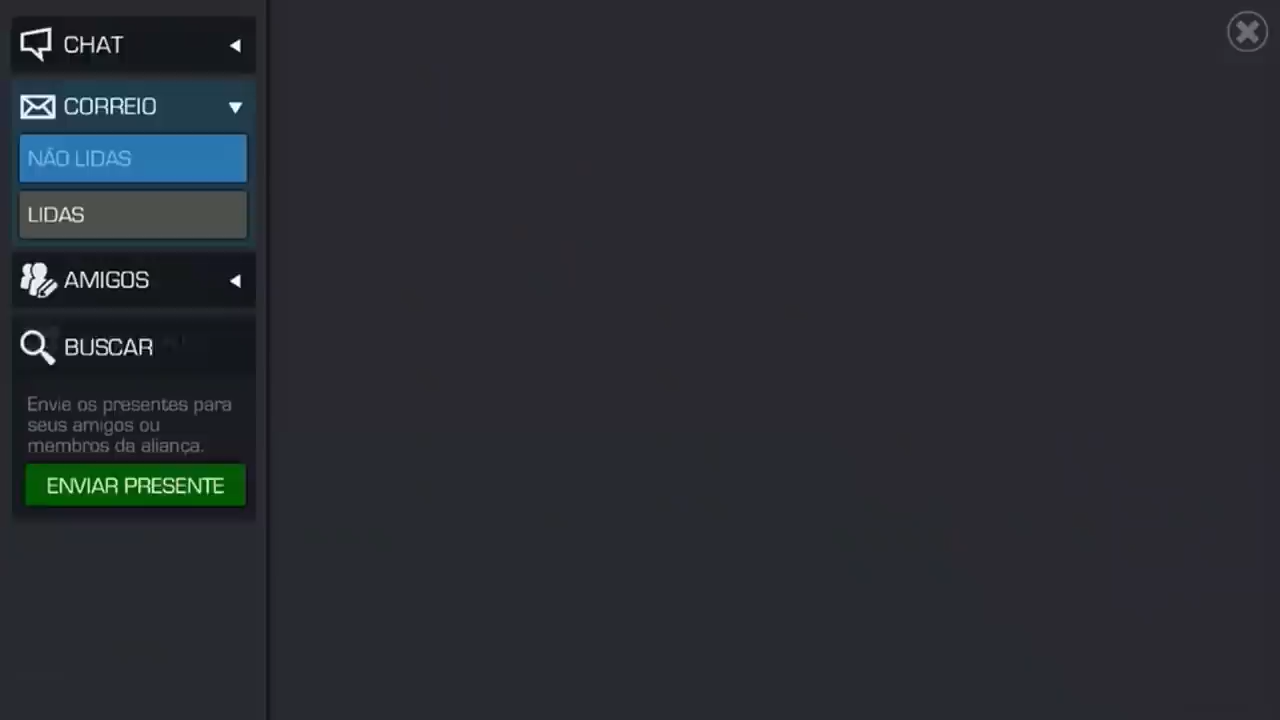 CHAT
CORREIO
NÃO LIDAS
LIDAS
AMIGOS
BUSCAR
Envie os presentes para
seus amigos ou
membros da aliança.
ENVIAR PRESENTE